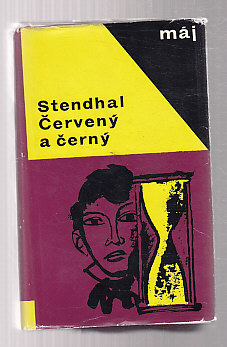 máj
Stendhal
Červený
a černý